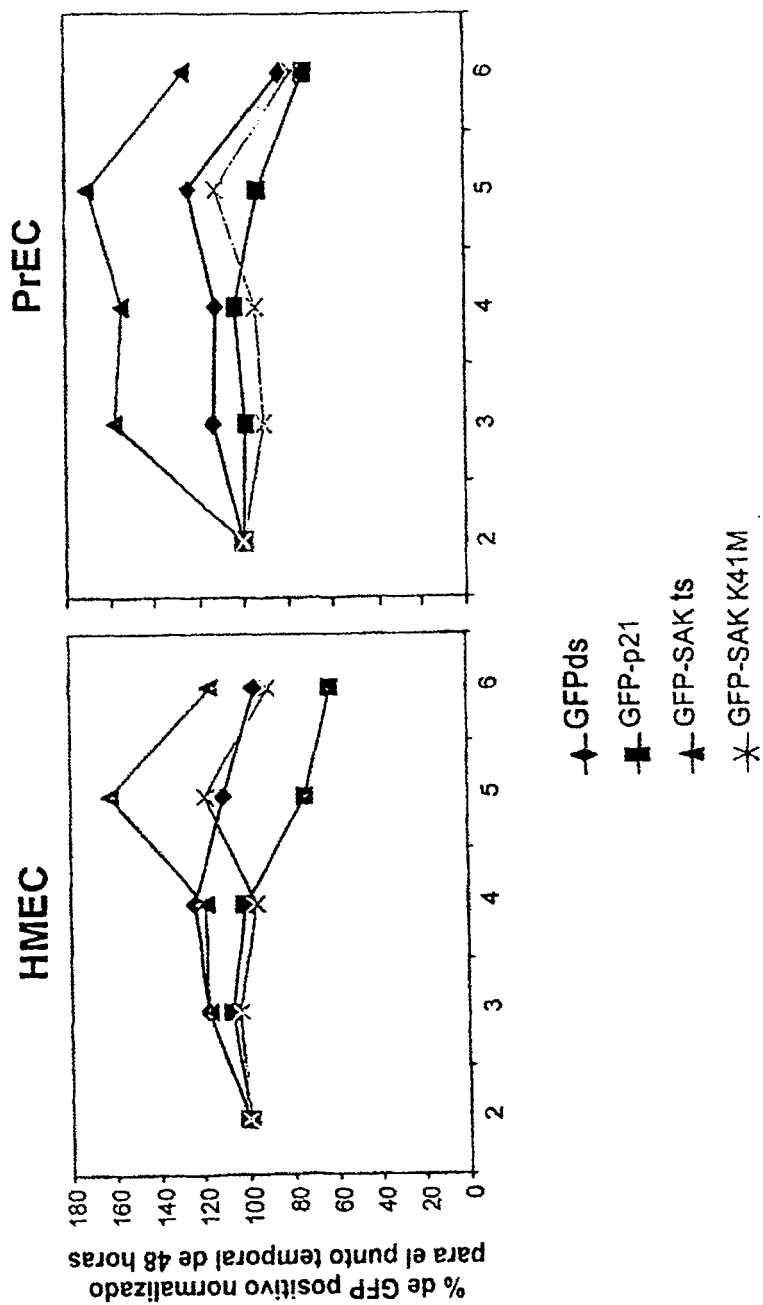 HMEC
PrEC
% de GFP positivo normalizado
para el punto temporal de 48 horas
180
160
140
120
100
80
60
40
20
0
2 3 4 5 6
2 3 4 5 6
GFPds
GFP-p21
GFP-SAK ts
GFP-SAK K41M